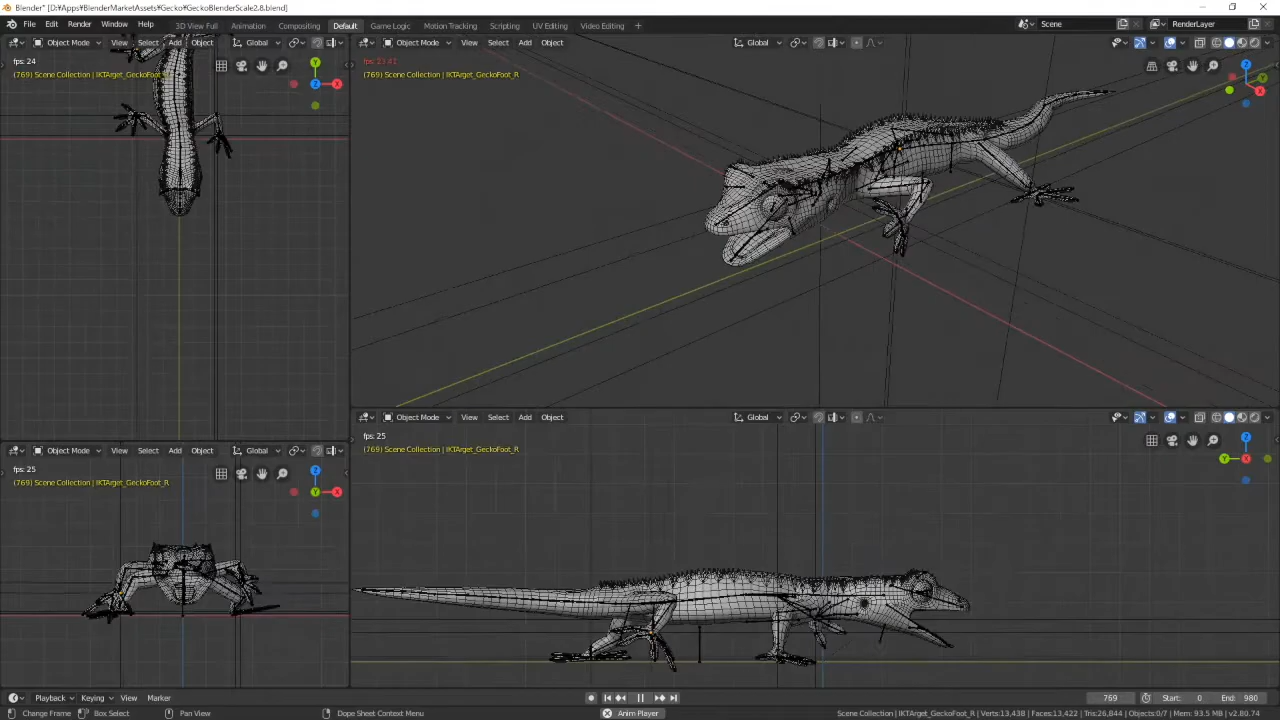 Blender* [D:¥Apps¥BlenderMarketAssets¥Gecko¥GeckoBlenderScale2.8.blend]
File Edit Render Window Help 3D View Full Animation Compositing Default Game Logic Motion Tracking Scripting UV Editing Video Editing + Scene RenderLayer
Object Mode View Select Add Object Global
fps: 24
(769) Scene Collection | IKTArget_GeckoFoot
Y
Z
X
Object Mode View Select Add Object Global
fps: 23.41
(769) Scene Collection | IKTArget_GeckoFoot_R
Z
Y
X
Object Mode View Select Add Object Global
fps: 25
(769) Scene Collection | IKTArget_GeckoFoot_R
Z
Y
X
Object Mode View Select Add Object Global
fps: 25
(769) Scene Collection | IKTArget_GeckoFoot_R
Z
Y
X
Playback Keying View Marker 769 Start: 0 End: 980
Change Frame Box Select Pan View Dope Sheet Context Menu Anim Player Scene Collection | IKTArget_GeckoFoot_R | Verts:13,438 | Faces:13,422 | Tris:26,844 | Objects:0/7 | Mem: 93.5 MB | v2.80.74